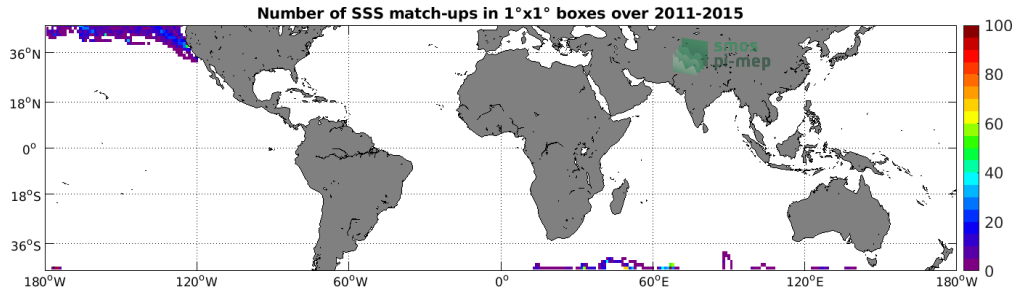 Number of SSS match-ups in 1°x1° boxes over 2011-2015
36°N
18°N
0°
18°S
36°S
180°W
120°W
60°W
0°
60°E
120°E
180°W
smos
pi-mep
100
80
60
40
20
0